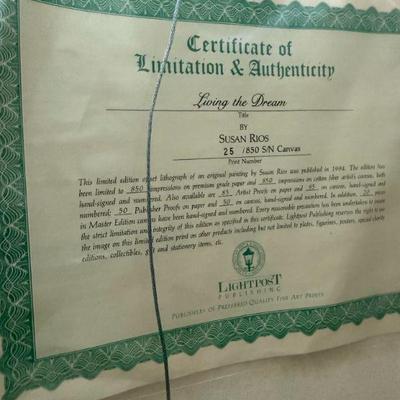 Certificate of
Limitation & Authenticity
Living the Dream
Title
BY
SUSAN RIOS
25 /850 S/N Canvas
Print Number
This limited edition offset lithograph of an original painting by Susan Rios was published in 1994. The edition has
been limited to 850 impressions on premium grade paper and 850 impressions on cotton fiber artist's canvas, both
hand-signed and numbered. Also available are 85 Artist Proofs on paper and 85 on canvas, hand-signed and
numbered; 50 Publisher Proofs on paper and 50 on canvas, hand-signed and numbered. In addition, 20 pieces
in Master Edition canvas have been hand-signed and numbered. Every reasonable precaution has been undertaken to insure
the strict limitation and integrity of this edition as specified in this certificate. Lightpost Publishing reserves the right to use
the image on this limited edition print on other products including but not limited to plates, figurines, posters, special charity
editions, collectibles, gift and stationery items, etc.
LIGHTPOST
PUBLISHING
PUBLISHERS OF PREFERRED QUALITY FINE ART PRINTS